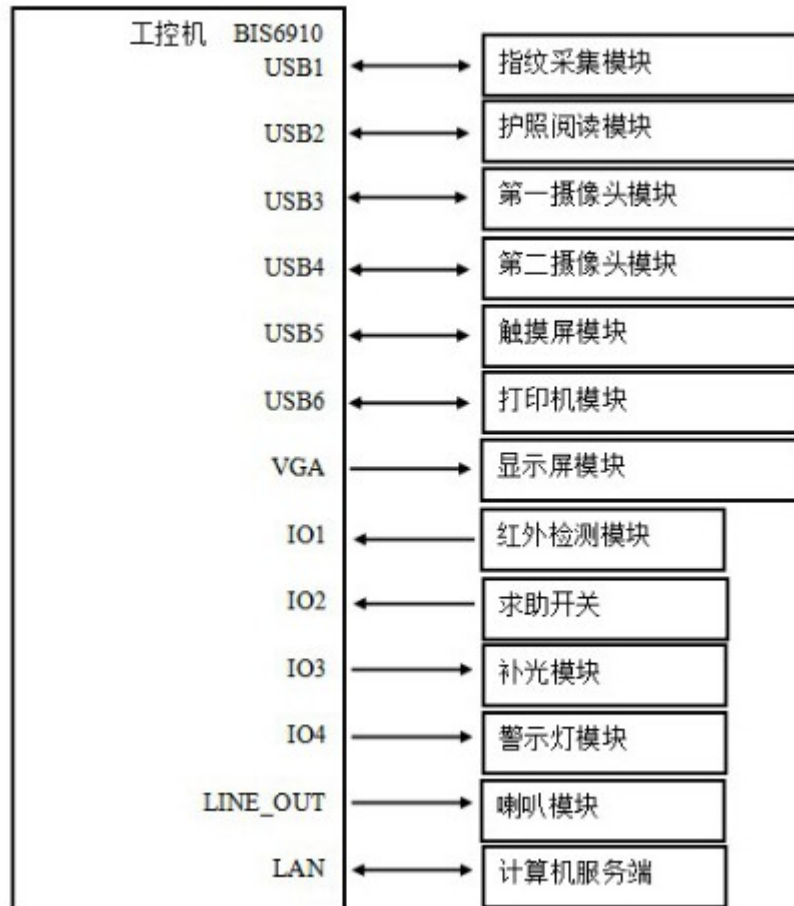 工控机 BIS6910
USB1 指纹采集模块
USB2 护照阅读模块
USB3 第一摄像头模块
USB4 第二摄像头模块
USB5 触摸屏模块
USB6 打印机模块
VGA 显示屏模块
IO1 红外检测模块
IO2 求助开关
IO3 补光模块
IO4 警示灯模块
LINE_OUT 喇叭模块
LAN 计算机服务端